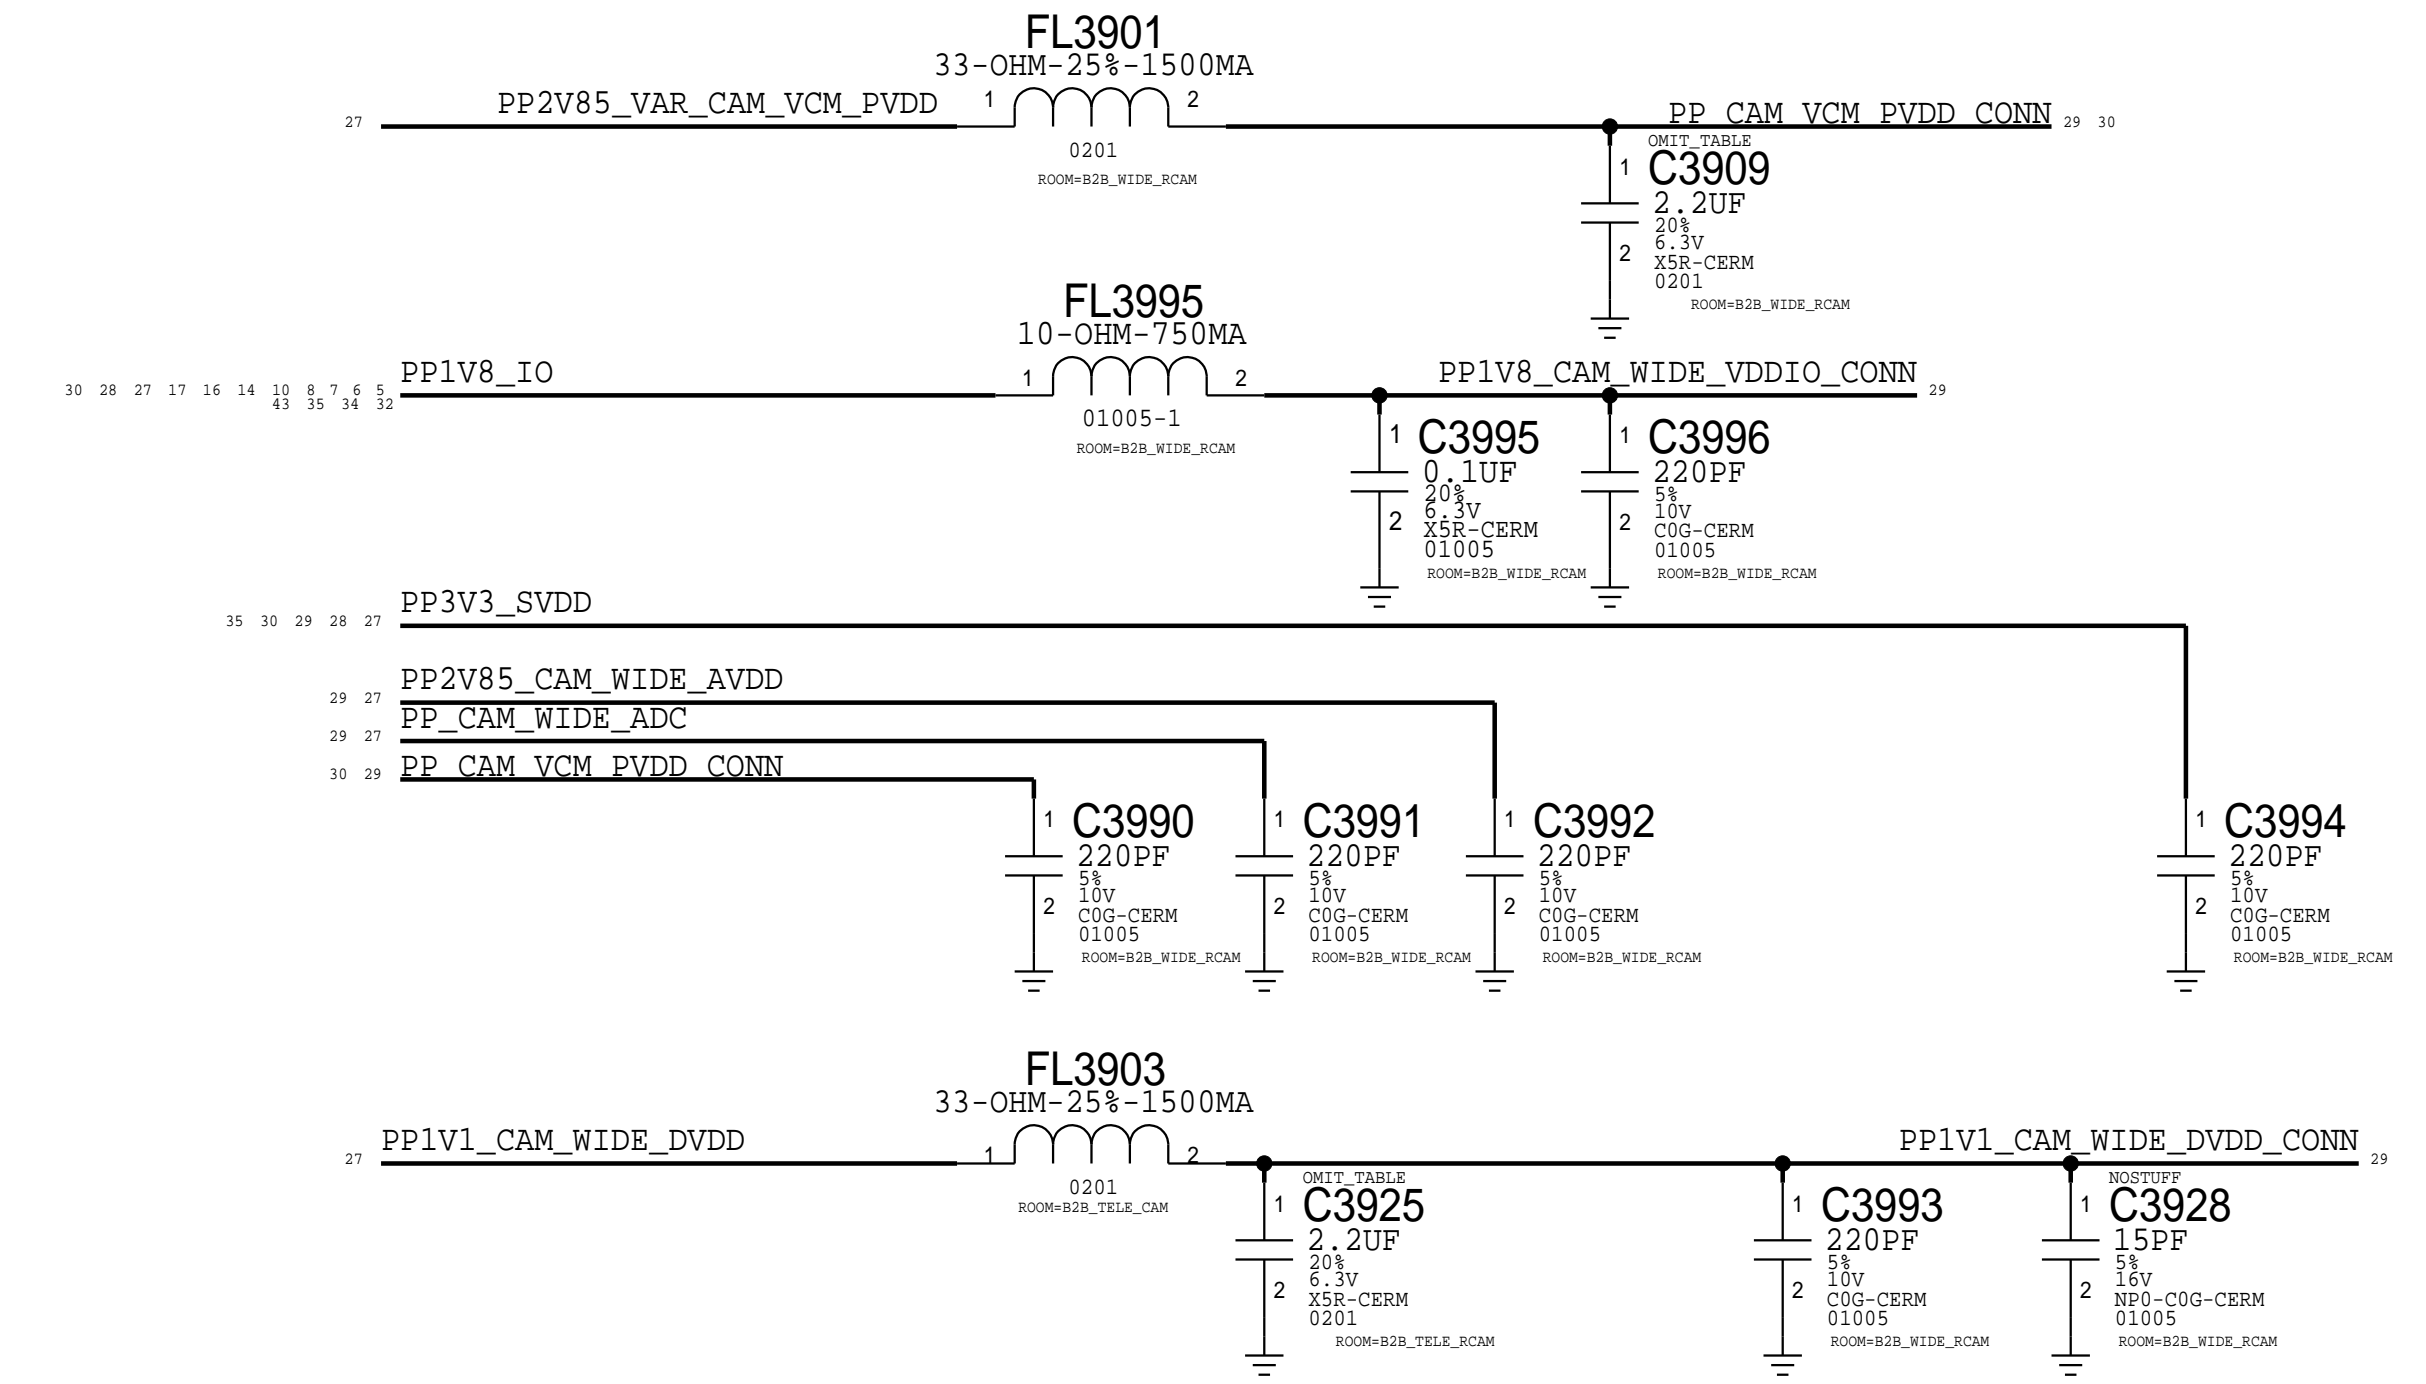 FL3901
33-OHM-25%-1500MA
PP2V85_VAR_CAM_VCM_PVDD
1
2
27
0201
ROOM=B2B_WIDE_RCAM
PP_CAM_VCM_PVDD_CONN
29 30
OMIT_TABLE
1
C3909
2.2UF
20%
6.3V
2
X5R-CERM
0201
ROOM=B2B_WIDE_RCAM
FL3995
10-OHM-750MA
PP1V8_IO
1
2
30 28 27 17 16 14 10 8 7 6 5
43 35 34 32
01005-1
ROOM=B2B_WIDE_RCAM
PP1V8_CAM_WIDE_VDDIO_CONN
29
1
C3995
0.1UF
20%
6.3V
2
X5R-CERM
01005
ROOM=B2B_WIDE_RCAM
1
C3996
220PF
5%
10V
2
C0G-CERM
01005
ROOM=B2B_WIDE_RCAM
PP3V3_SVDD
35 30 29 28 27
PP2V85_CAM_WIDE_AVDD
29 27
PP_CAM_WIDE_ADC
29 27
PP_CAM_VCM_PVDD_CONN
30 29
1
C3990
220PF
5%
10V
2
C0G-CERM
01005
ROOM=B2B_WIDE_RCAM
1
C3991
220PF
5%
10V
2
C0G-CERM
01005
ROOM=B2B_WIDE_RCAM
1
C3992
220PF
5%
10V
2
C0G-CERM
01005
ROOM=B2B_WIDE_RCAM
1
C3994
220PF
5%
10V
2
C0G-CERM
01005
ROOM=B2B_WIDE_RCAM
FL3903
33-OHM-25%-1500MA
PP1V1_CAM_WIDE_DVDD
1
2
27
0201
ROOM=B2B_TELE_CAM
PP1V1_CAM_WIDE_DVDD_CONN
29
OMIT_TABLE
1
C3925
2.2UF
20%
6.3V
2
X5R-CERM
0201
ROOM=B2B_TELE_RCAM
1
C3993
220PF
5%
10V
2
C0G-CERM
01005
ROOM=B2B_WIDE_RCAM
NOSTUFF
1
C3928
15PF
5%
16V
2
NP0-C0G-CERM
01005
ROOM=B2B_WIDE_RCAM